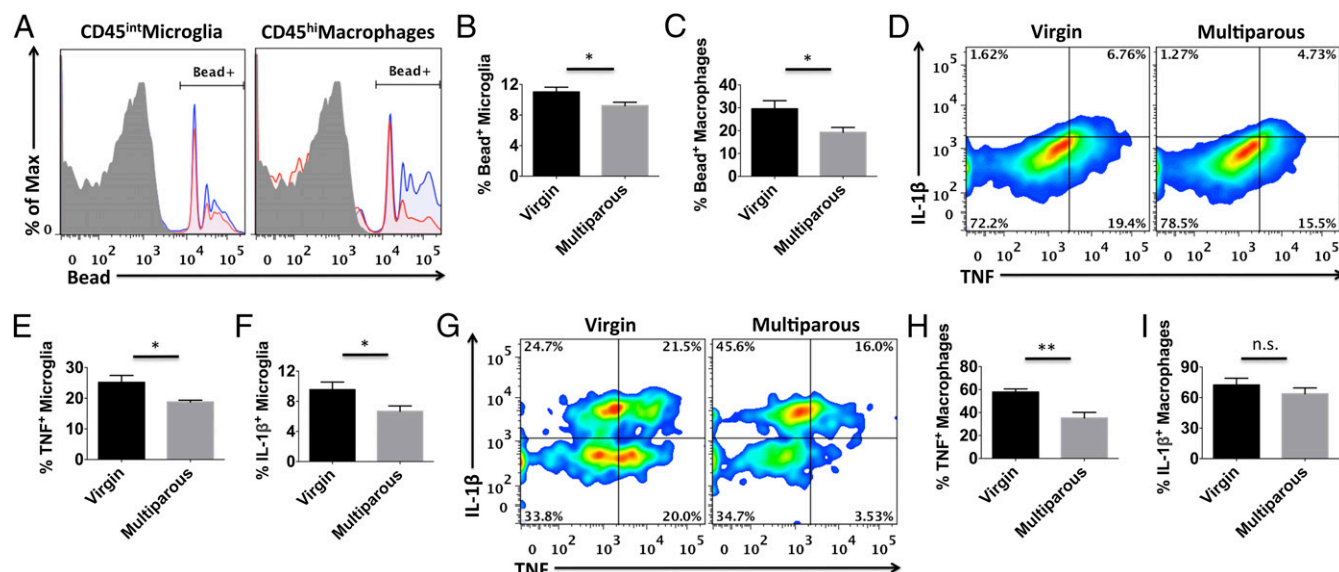 A
CD45intMicroglia
CD45hiMacrophages
Bead+
Bead+
% of Max
0
0 10² 10³ 10⁴ 10⁵
0 10² 10³ 10⁴ 10⁵
Bead
B
*
% Bead⁺ Microglia
12
8
4
0
Virgin
Multiparous
C
*
% Bead⁺ Macrophages
40
30
20
10
0
Virgin
Multiparous
D
Virgin
Multiparous
1.62%
6.76%
1.27%
4.73%
10⁵
10⁴
10³
10²
0
IL-1β
72.2%
19.4%
78.5%
15.5%
0 10² 10³ 10⁴ 10⁵
0 10² 10³ 10⁴ 10⁵
TNF
E
*
% TNF⁺ Microglia
30
20
10
0
Virgin
Multiparous
F
*
% IL-1β⁺ Microglia
12
8
4
0
Virgin
Multiparous
G
Virgin
Multiparous
24.7%
21.5%
45.6%
16.0%
10⁵
10⁴
10³
10²
0
IL-1β
33.8%
20.0%
34.7%
3.53%
0 10² 10³ 10⁴ 10⁵
0 10² 10³ 10⁴ 10⁵
TNF
H
**
% TNF⁺ Macrophages
80
60
40
20
0
Virgin
Multiparous
I
n.s.
% IL-1β⁺ Macrophages
90
60
30
0
Virgin
Multiparous